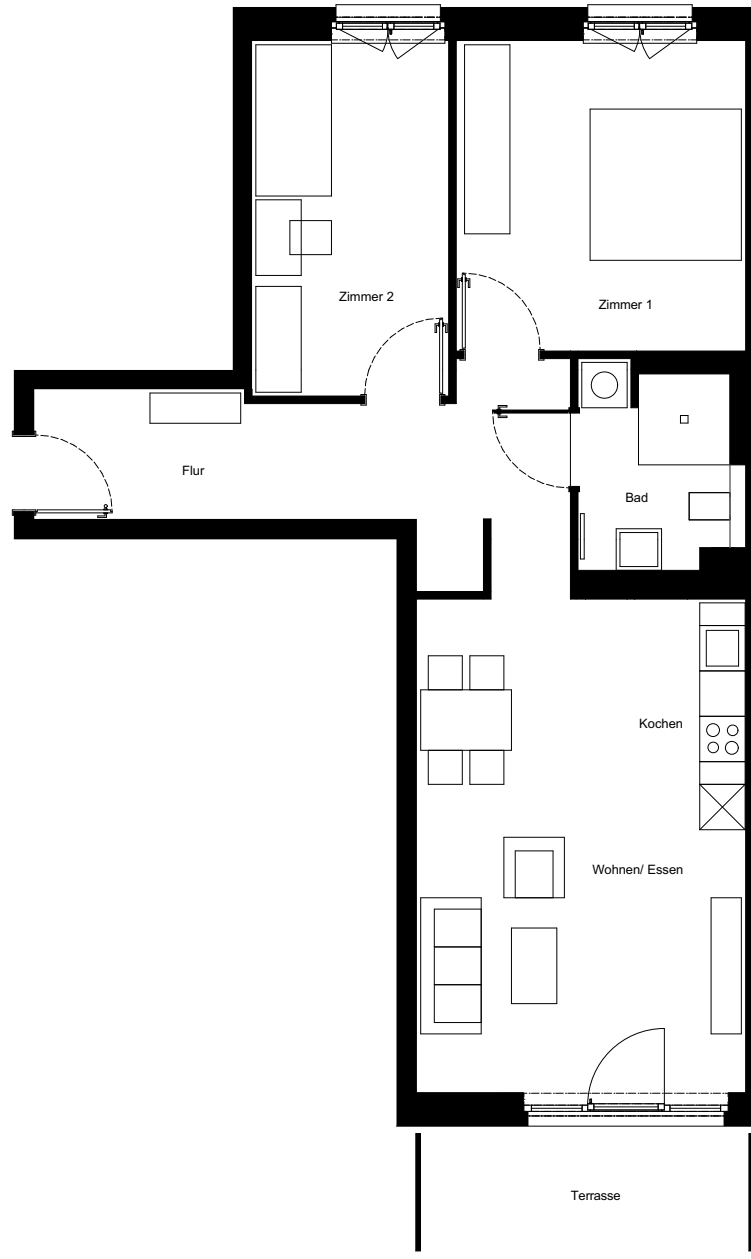 Zimmer 2
Zimmer 1
Flur
Bad
Kochen
Wohnen/ Essen
Terrasse